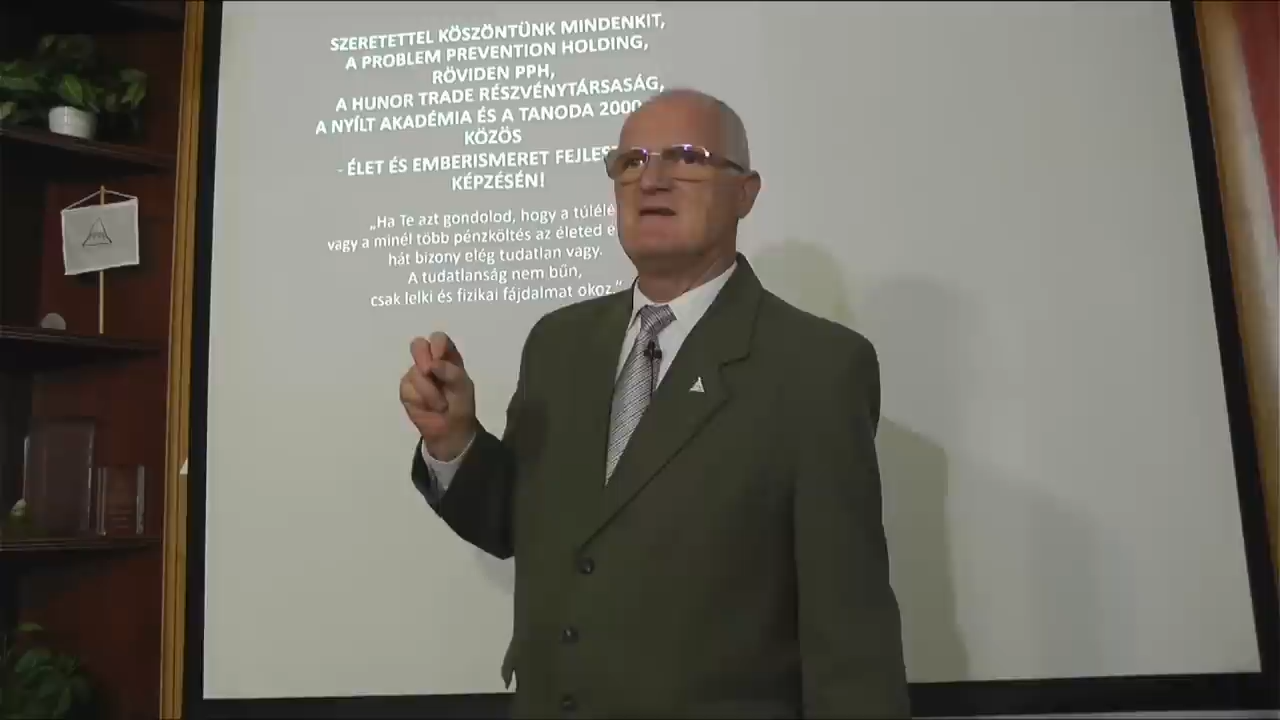 SZERETETTEL KÖSZÖNTÜNK MINDENKIT,
A PROBLEM PREVENTION HOLDING,
RÖVIDEN PPH,
A HUNOR TRADE RÉSZVÉNYTÁRSASÁG,
A NYÍLT AKADÉMIA ÉS A TANODA 2000
KÖZÖS
- ÉLET ÉS EMBERISMERET
KÉPZÉSÉN!
„Ha Te azt gondolod, hogy a
vagy a minél több pénzköltés az életed
hát bizony elég tudatlan vagy.
A tudatlanság nem bűn,
csak lelki és fizikai fájdalmat okoz.“